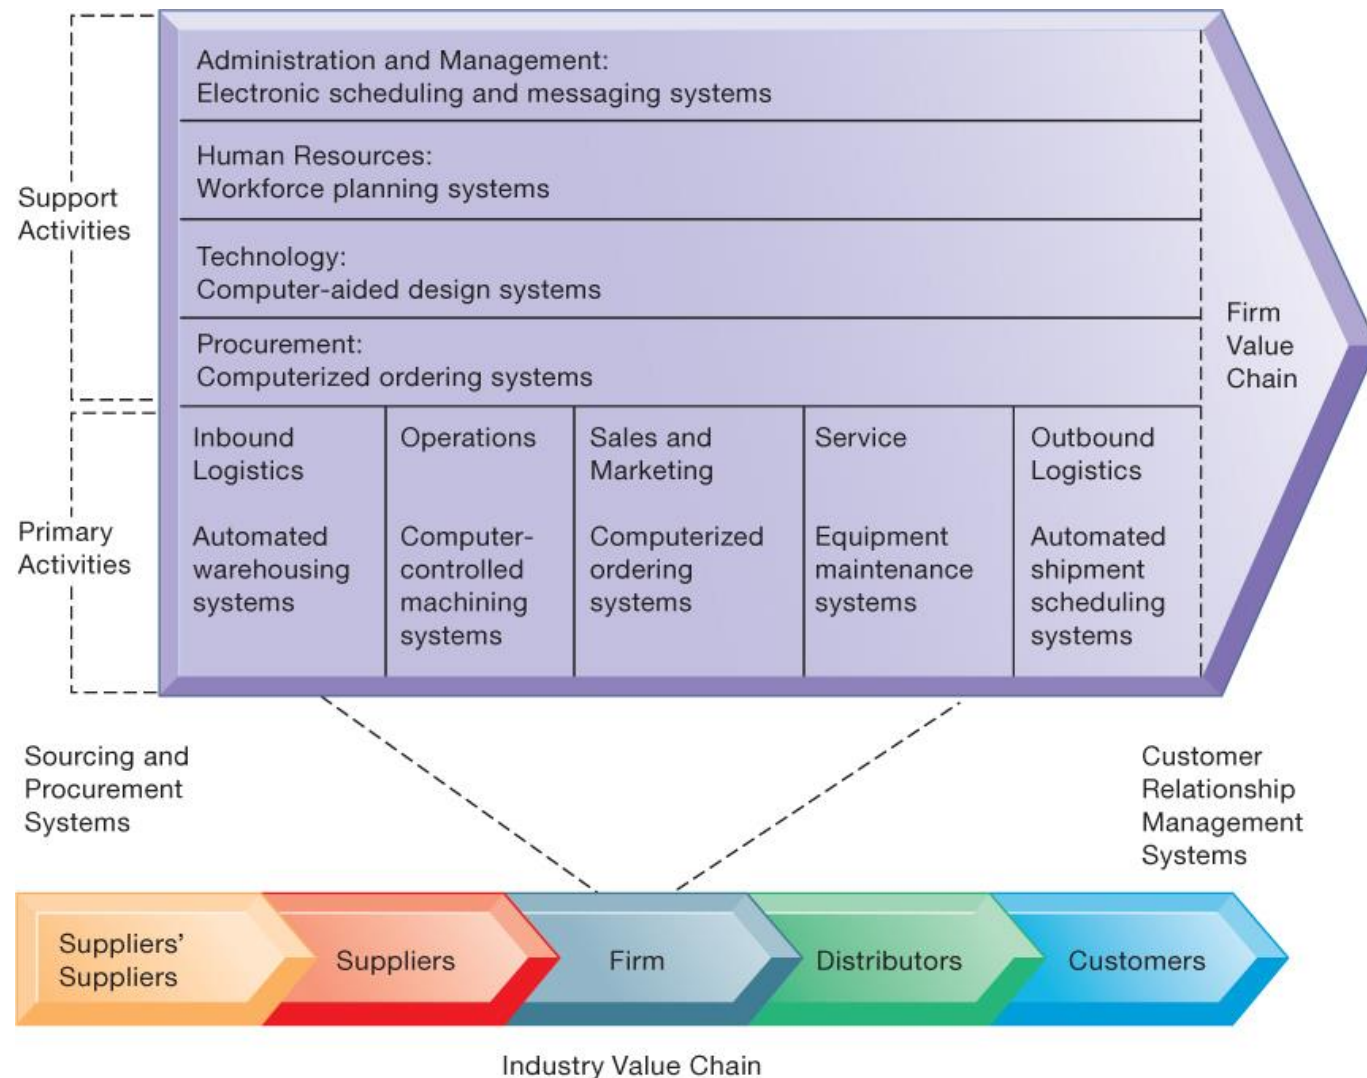 Administration and Management:
Electronic scheduling and messaging systems
Human Resources:
Workforce planning systems
Support
Activities
Technology:
Computer-aided design systems
Procurement:
Computerized ordering systems
Firm
Value
Chain
Primary
Activities
Inbound
Logistics
Automated
warehousing
systems
Operations
Computer-
controlled
machining
systems
Sales and
Marketing
Computerized
ordering
systems
Service
Equipment
maintenance
systems
Outbound
Logistics
Automated
shipment
scheduling
systems
Sourcing and
Procurement
Systems
Customer
Relationship
Management
Systems
Suppliers'
Suppliers
Suppliers
Firm
Distributors
Customers
Industry Value Chain